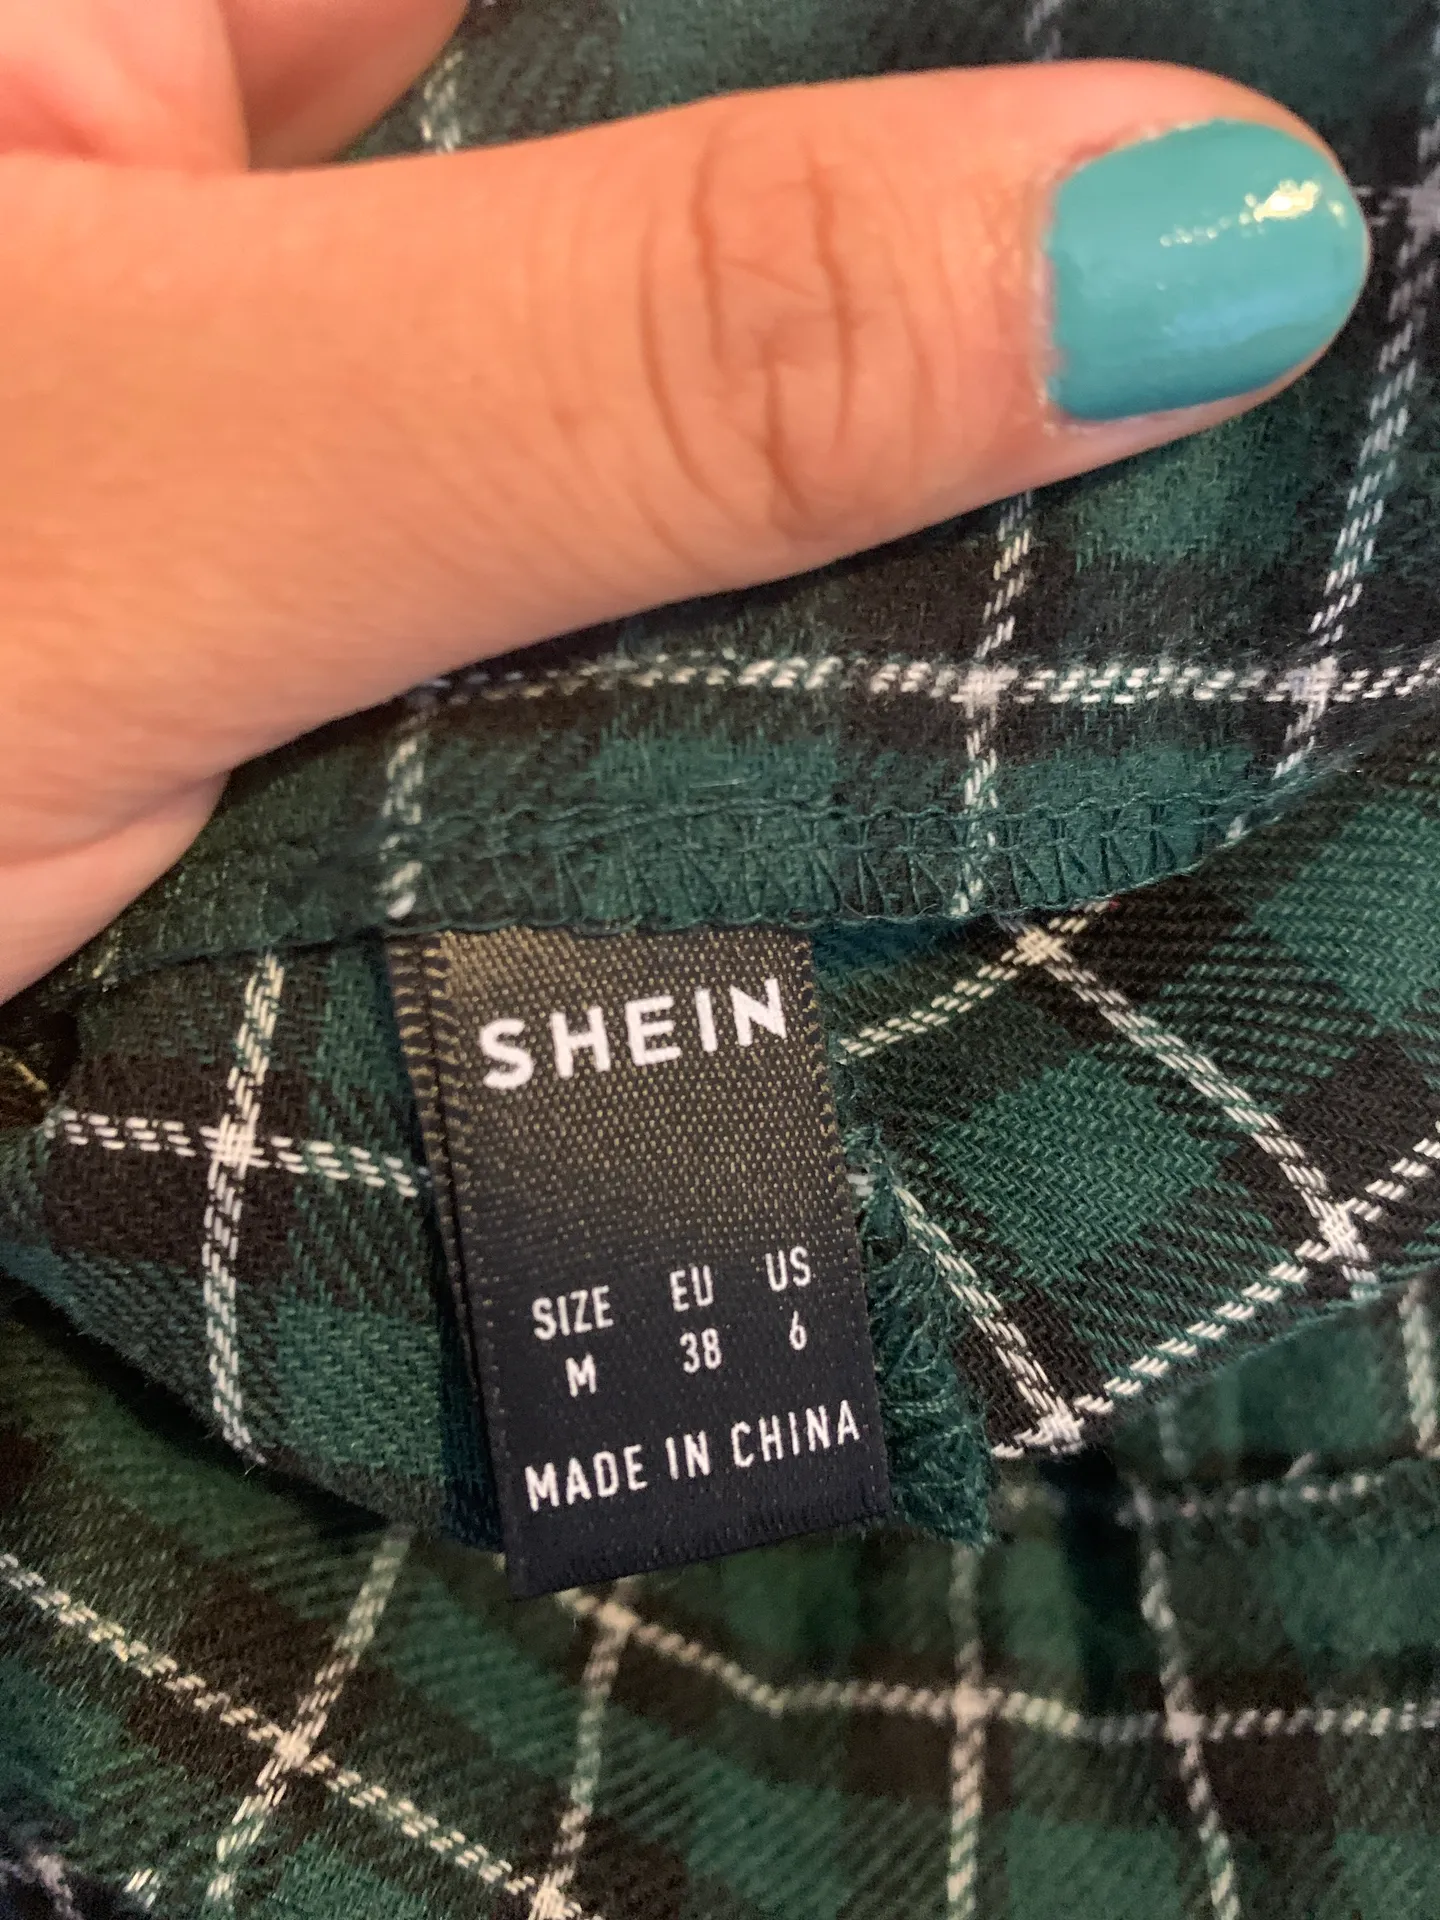 SHEIN
SIZE EU US
M 38 6
MADE IN CHINA